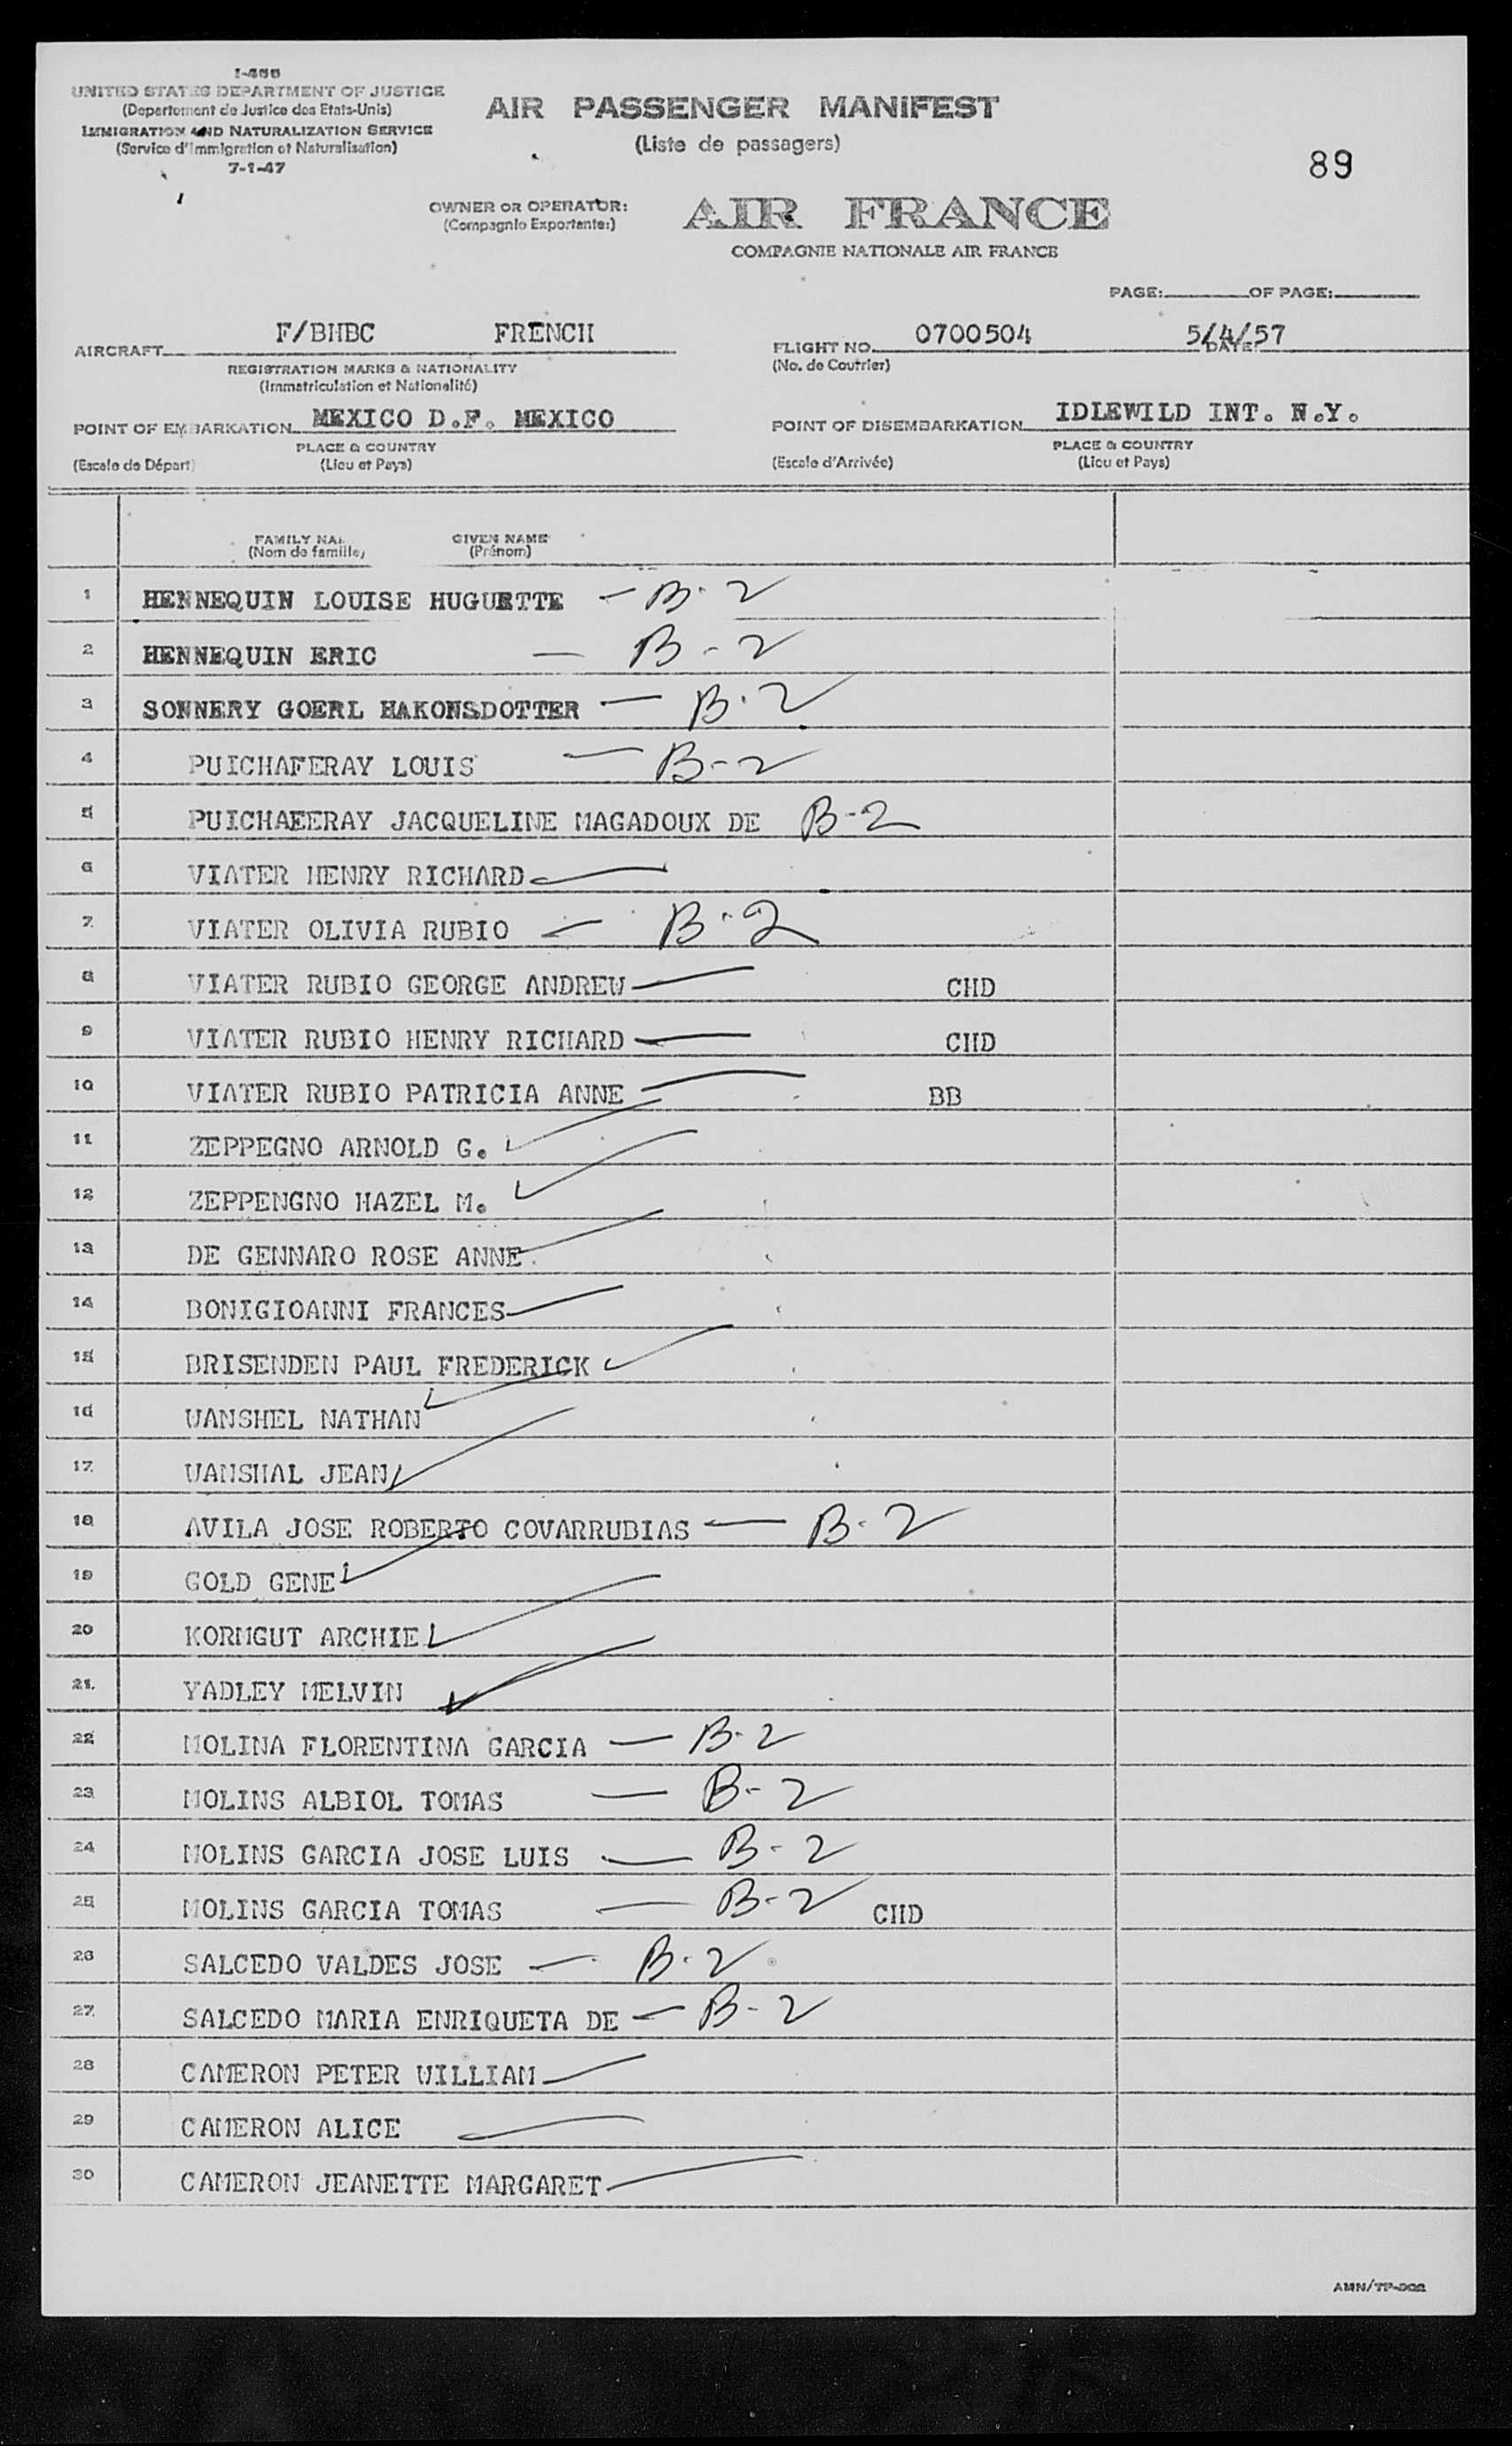 I-466
UNITED STATES DEPARTMENT OF JUSTICE
(Departement de Justice des Etats-Unis)
IMMIGRATION AND NATURALIZATION SERVICE
(Service d'Immigration et Naturalisation)
7-1-47
AIR PASSENGER MANIFEST
(Liste de passagers)
89
OWNER OR OPERATOR: AIR FRANCE
(Compagnie Exportante:)
COMPAGNIE NATIONALE AIR FRANCE
PAGE: OF PAGE:
AIRCRAFT F/BHBC FRENCH
REGISTRATION MARKS & NATIONALITY
(Immatriculation et Nationalité)
FLIGHT NO. 0700504 5/4/57
DATE:
(No. de Courrier)
POINT OF EMBARKATION MEXICO D.F. MEXICO
PLACE & COUNTRY
(Escale de Départ) (Lieu et Pays)
POINT OF DISEMBARKATION IDLEWILD INT. N.Y.
PLACE & COUNTRY
(Escale d'Arrivée) (Lieu et Pays)
FAMILY NAM GIVEN NAME
(Nom de famille) (Prénom)
1 HENNEQUIN LOUISE HUGUETTE — B-2
2 HENNEQUIN ERIC — B-2
3 SONNERY GOERL HAKONSDOTTER — B-2
4 PUICHAFERAY LOUIS — B-2
5 PUICHAFERAY JACQUELINE MAGADOUX DE B-2
6 VIATER HENRY RICHARD
7 VIATER OLIVIA RUBIO — B-2
8 VIATER RUBIO GEORGE ANDREW CHD
9 VIATER RUBIO HENRY RICHARD CHD
10 VIATER RUBIO PATRICIA ANNE BB
11 ZEPPEGNO ARNOLD G.
12 ZEPPENGNO HAZEL M.
13 DE GENNARO ROSE ANNE
14 BONIGIOANNI FRANCES
15 BRISENDEN PAUL FREDERICK
16 WANSHEL NATHAN
17 WANSHAL JEAN
18 AVILA JOSE ROBERTO COVARRUBIAS — B-2
19 GOLD GENE
20 KORMGUT ARCHIE
21 YADLEY MELVIN
22 MOLINA FLORENTINA GARCIA — B-2
23 MOLINS ALBIOL TOMAS — B-2
24 MOLINS GARCIA JOSE LUIS — B-2
25 MOLINS GARCIA TOMAS — B-2 CHD
26 SALCEDO VALDES JOSE — B-2
27 SALCEDO MARIA ENRIQUETA DE — B-2
28 CAMERON PETER WILLIAM
29 CAMERON ALICE
30 CAMERON JEANETTE MARGARET